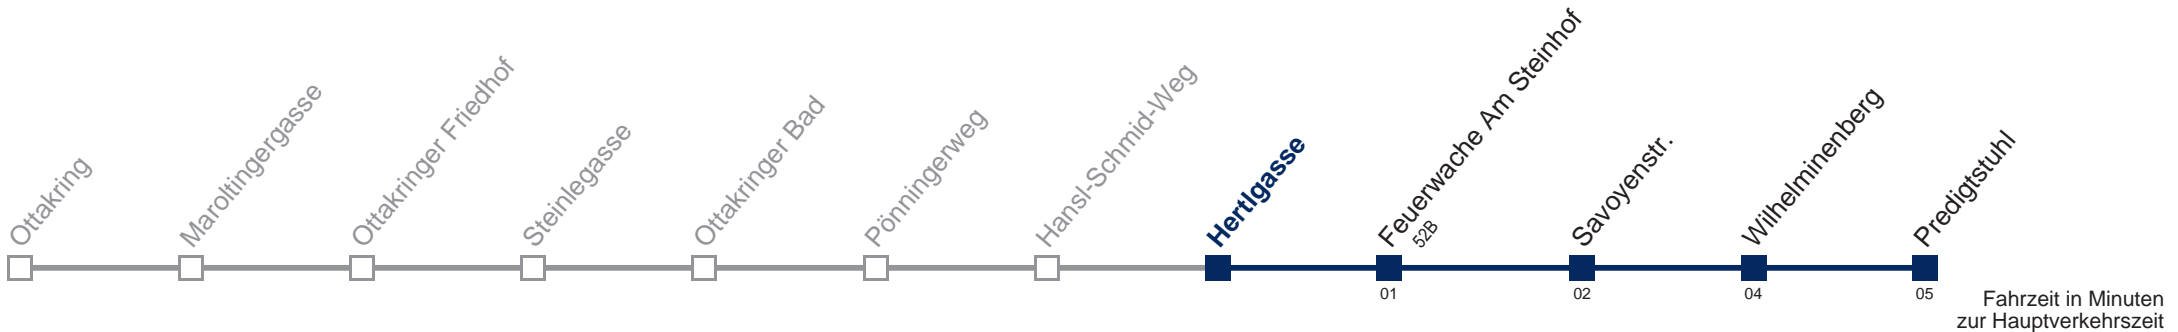 Ottakring
Maroltingergasse
Ottakringer Friedhof
Steinlegasse
Ottakringer Bad
Pönningerweg
Hansl-Schmid-Weg
Hertlgasse
Feuerwache Am Steinhof
52B
Savoyenstr.
Wilhelminenberg
Predigtstuhl
01
02
04
05
Fahrzeit in Minuten
zur Hauptverkehrszeit